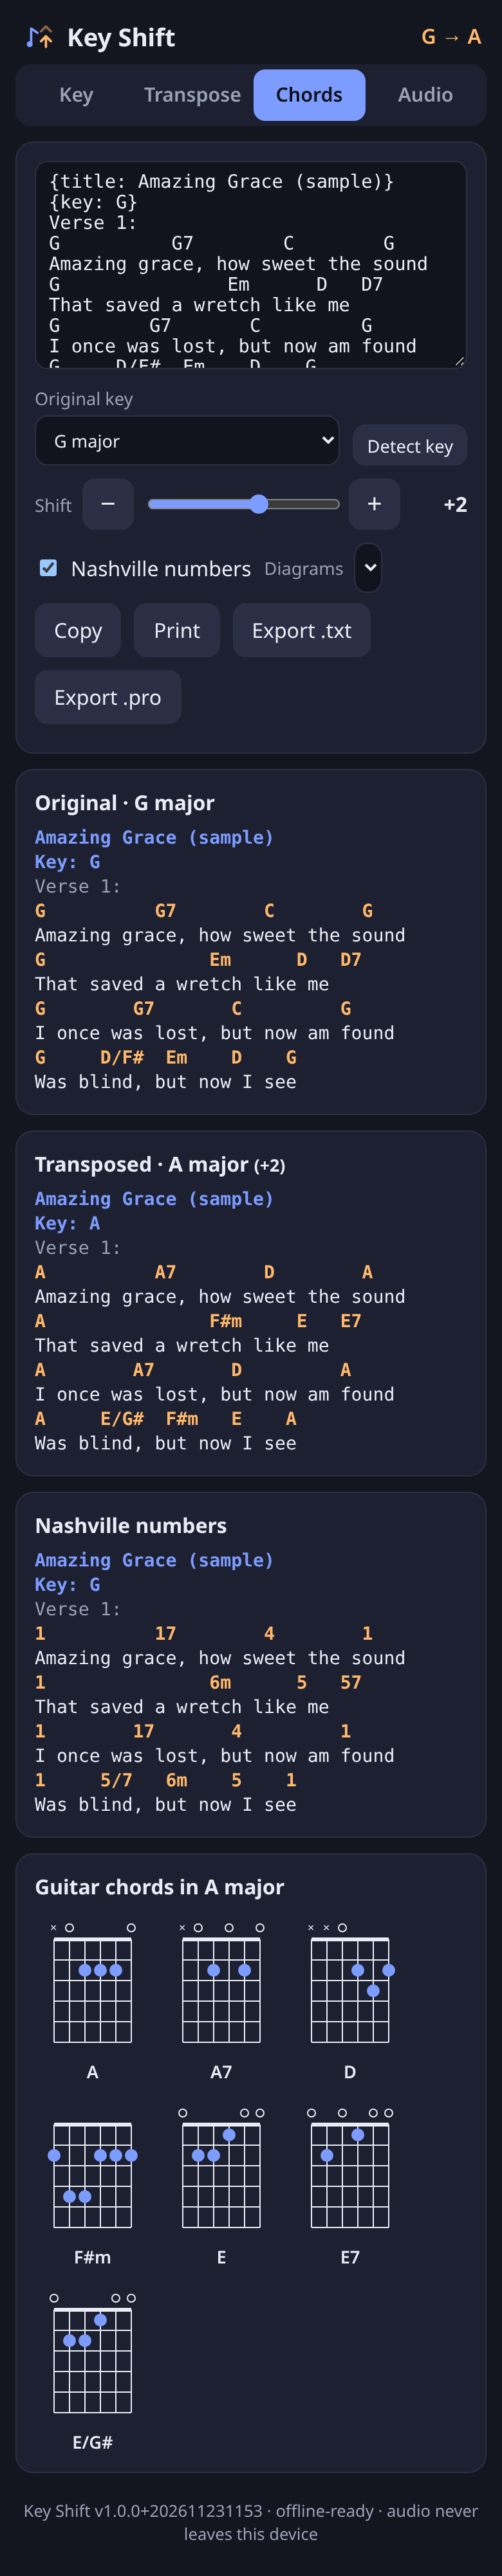 Key Shift
G → A
Key Transpose Chords Audio
{title: Amazing Grace (sample)}
{key: G}
Verse 1:
G          G7        C        G
Amazing grace, how sweet the sound
G               Em      D   D7
That saved a wretch like me
G        G7       C         G
I once was lost, but now am found
G     D/F#  Em    D    G
Original key
G major
Detect key
Shift − + +2
Nashville numbers Diagrams
Copy Print Export .txt
Export .pro
Original · G major
Amazing Grace (sample)
Key: G
Verse 1:
G          G7        C        G
Amazing grace, how sweet the sound
G               Em      D   D7
That saved a wretch like me
G        G7       C         G
I once was lost, but now am found
G     D/F#  Em    D    G
Was blind, but now I see
Transposed · A major (+2)
Amazing Grace (sample)
Key: A
Verse 1:
A          A7        D        A
Amazing grace, how sweet the sound
A               F#m     E   E7
That saved a wretch like me
A        A7       D         A
I once was lost, but now am found
A     E/G#  F#m   E    A
Was blind, but now I see
Nashville numbers
Amazing Grace (sample)
Key: G
Verse 1:
1          17        4        1
Amazing grace, how sweet the sound
1               6m      5   57
That saved a wretch like me
1        17       4         1
I once was lost, but now am found
1     5/7   6m    5    1
Was blind, but now I see
Guitar chords in A major
A A7 D
F#m E E7
E/G#
Key Shift v1.0.0+202611231153 · offline-ready · audio never
leaves this device